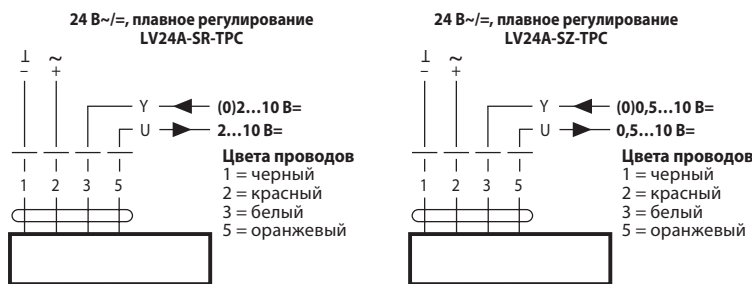 24 В~/=, плавное регулирование
LV24A-SR-TPC
⊥ ~
– +
Y (0)2...10 В=
U 2...10 В=
Цвета проводов
1 = черный
2 = красный
3 = белый
5 = оранжевый
1 2 3 5
24 В~/=, плавное регулирование
LV24A-SZ-TPC
⊥ ~
– +
Y (0)0,5...10 В=
U 0,5...10 В=
Цвета проводов
1 = черный
2 = красный
3 = белый
5 = оранжевый
1 2 3 5